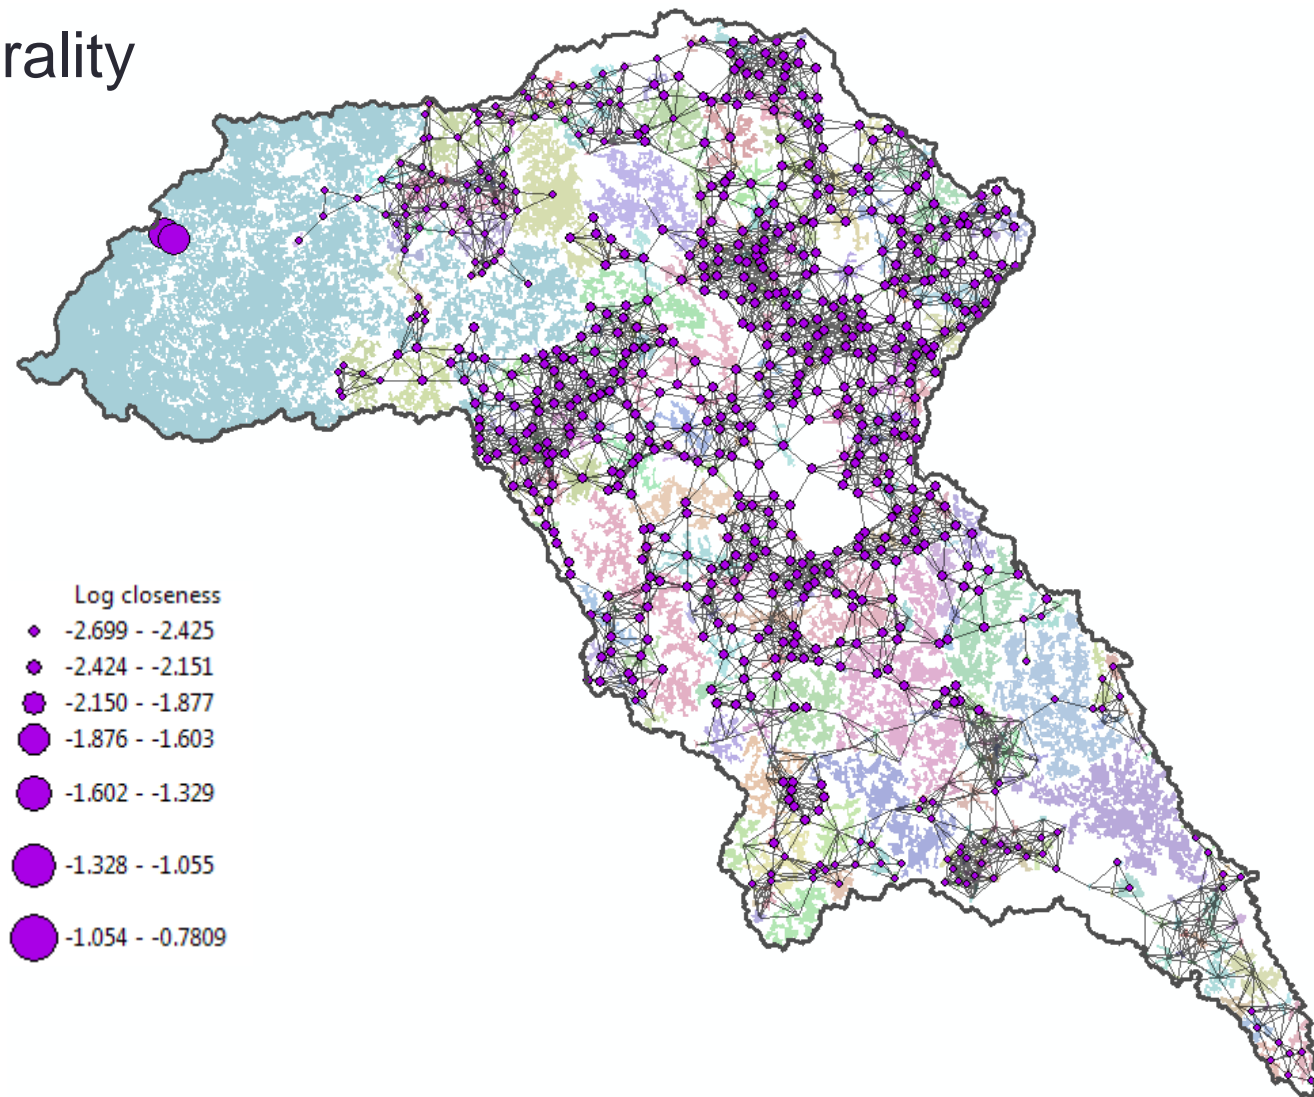 rality
Log closeness
-2.699 - -2.425
-2.424 - -2.151
-2.150 - -1.877
-1.876 - -1.603
-1.602 - -1.329
-1.328 - -1.055
-1.054 - -0.7809